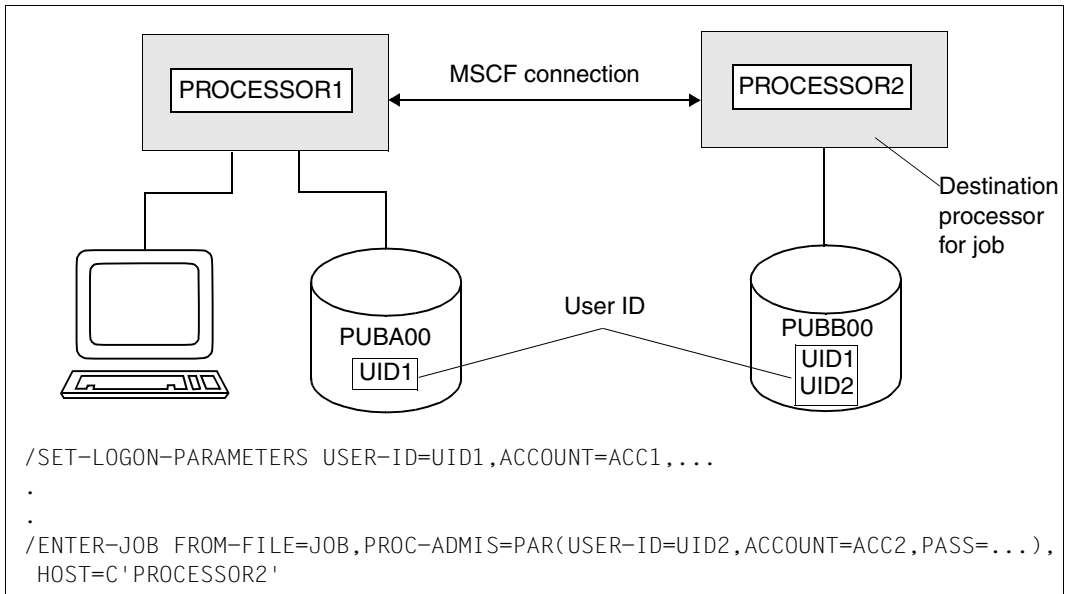 PROCESSOR1
MSCF connection
PROCESSOR2
Destination
processor
for job
User ID
PUBA00
UID1
PUBB00
UID1
UID2
/SET-LOGON-PARAMETERS USER-ID=UID1,ACCOUNT=ACC1,...
.
.
/ENTER-JOB FROM-FILE=JOB,PROC-ADMIS=PAR(USER-ID=UID2,ACCOUNT=ACC2,PASS=...),
HOST=C'PROCESSOR2'